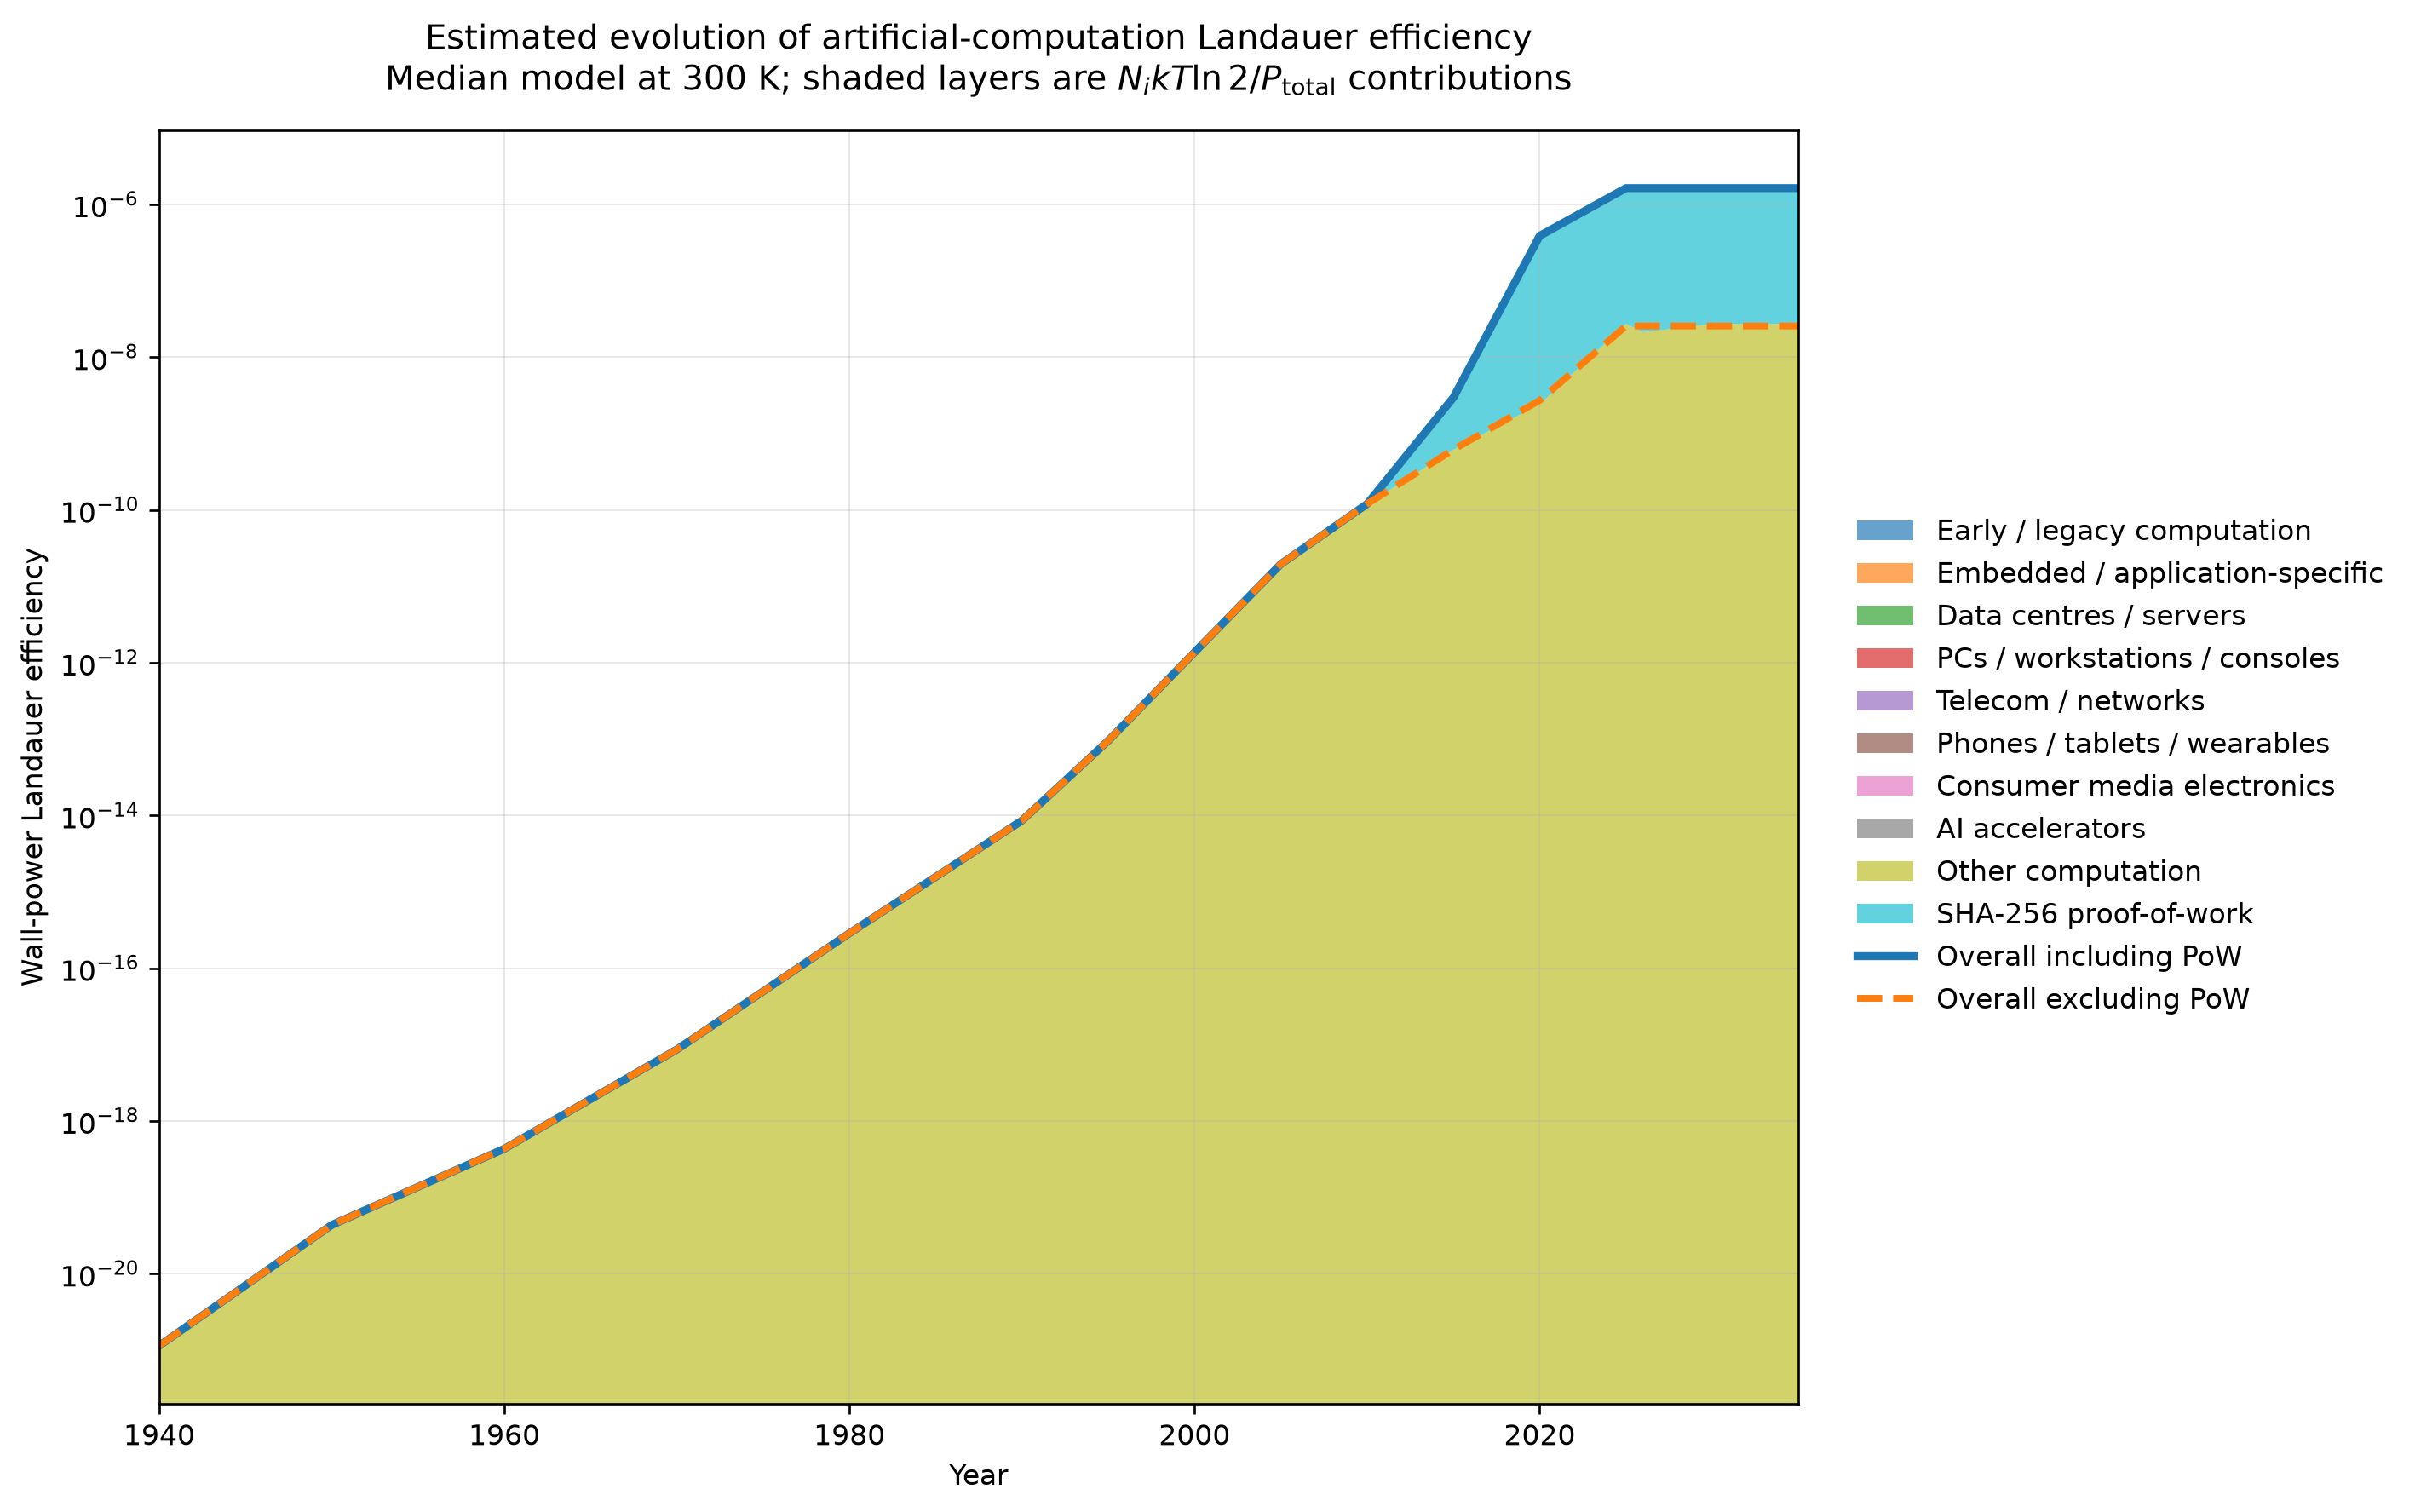 Estimated evolution of artificial-computation Landauer efficiency
Median model at 300 K; shaded layers are NᵢkTln 2/Pₜₒₜₐₗ contributions
Wall-power Landauer efficiency
10⁻⁶
10⁻⁸
10⁻¹⁰
10⁻¹²
10⁻¹⁴
10⁻¹⁶
10⁻¹⁸
10⁻²⁰
1940
1960
1980
2000
2020
Year
Early / legacy computation
Embedded / application-specific
Data centres / servers
PCs / workstations / consoles
Telecom / networks
Phones / tablets / wearables
Consumer media electronics
AI accelerators
Other computation
SHA-256 proof-of-work
Overall including PoW
Overall excluding PoW